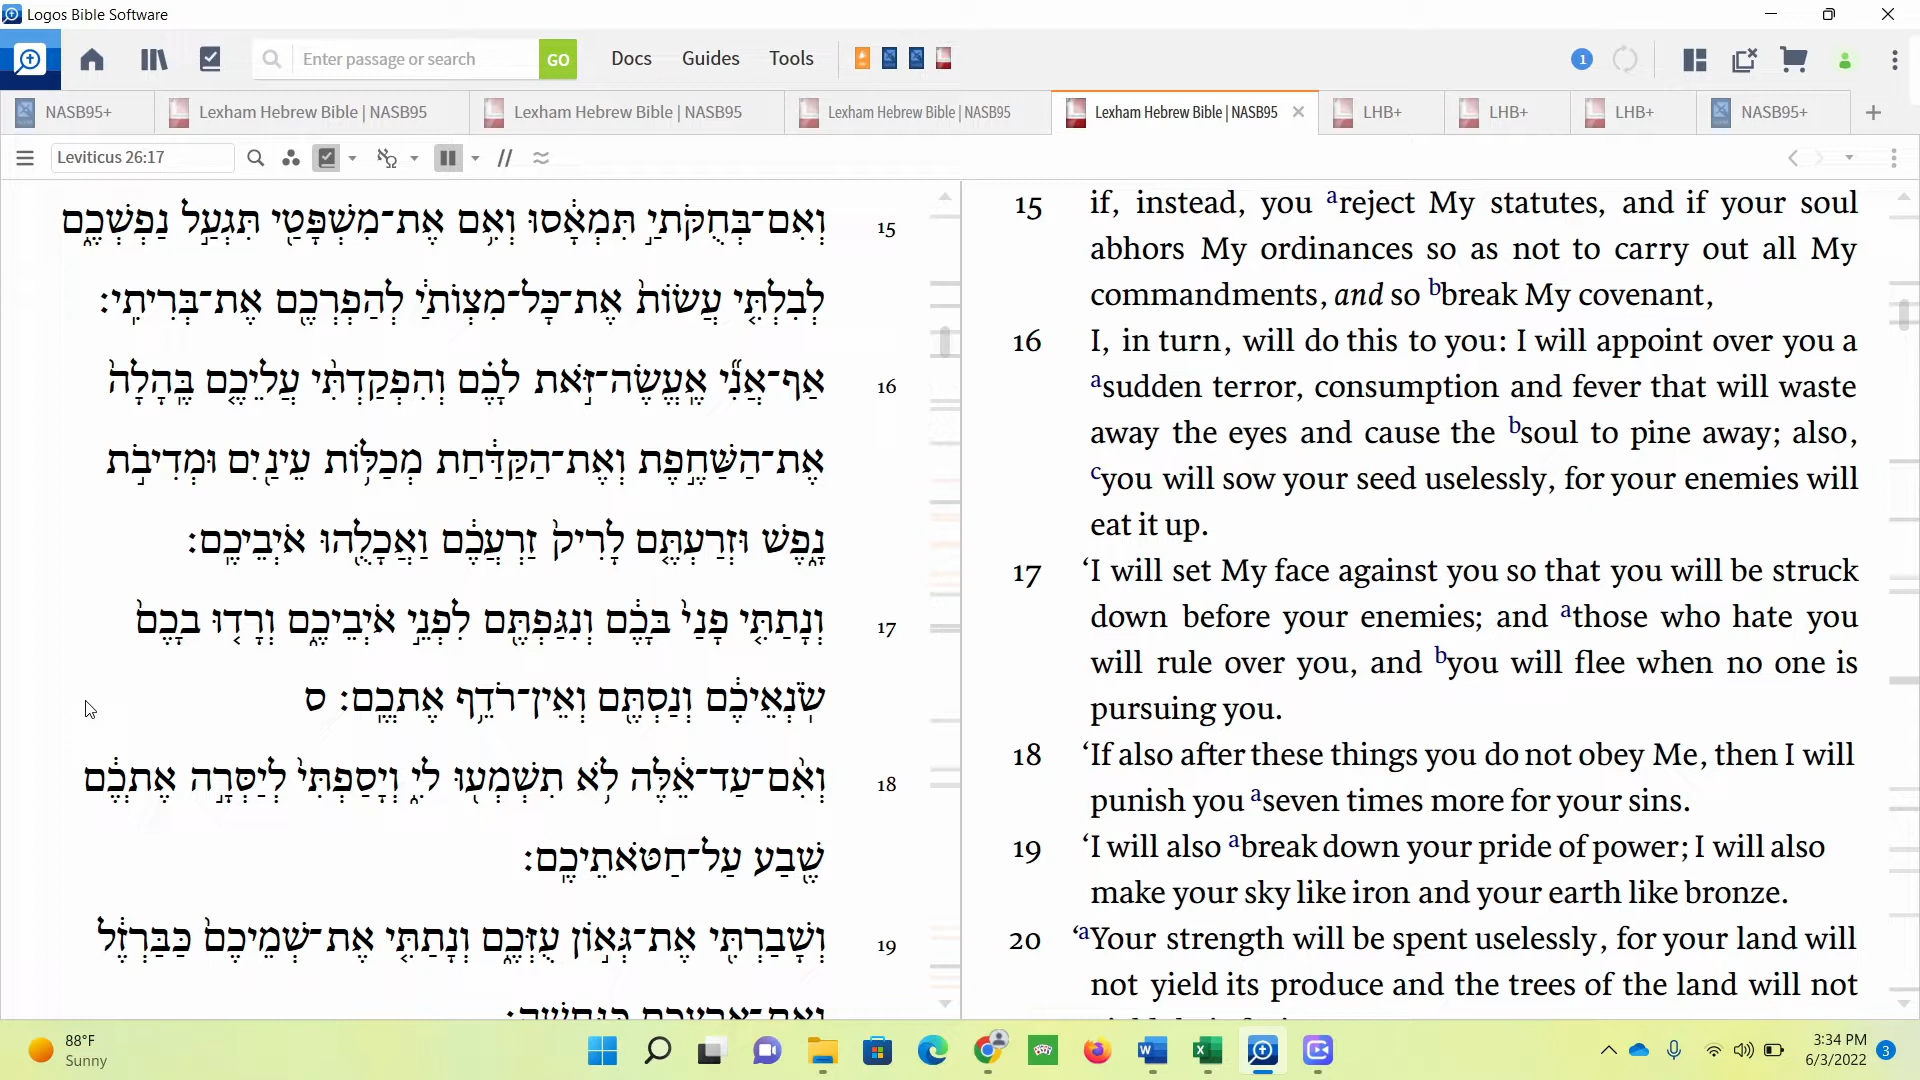 Logos Bible Software
Enter passage or search
GO
Docs Guides Tools
1
NASB95+
Lexham Hebrew Bible | NASB95
Lexham Hebrew Bible | NASB95
Lexham Hebrew Bible | NASB95
Lexham Hebrew Bible | NASB95
LHB+
LHB+
LHB+
NASB95+
Leviticus 26:17
15 וְאִם־בְּחֻקֹּתַ֣י תִּמְאָ֔סוּ וְאִ֥ם אֶת־מִשְׁפָּטַ֖י תִּגְעַ֣ל נַפְשְׁכֶ֑ם
לְבִלְתִּ֤י עֲשׂוֹת֙ אֶת־כָּל־מִצְוֺתַ֔י לְהַפְרְכֶ֖ם אֶת־בְּרִיתִֽי׃
16 אַף־אֲנִ֞י אֶֽעֱשֶׂה־זֹּ֣את לָכֶ֗ם וְהִפְקַדְתִּ֨י עֲלֵיכֶ֤ם בֶּֽהָלָה֙
אֶת־הַשַּׁחֶ֣פֶת וְאֶת־הַקַּדַּ֔חַת מְכַלּ֥וֹת עֵינַ֖יִם וּמְדִיבֹ֣ת
נָ֑פֶשׁ וּזְרַעְתֶּ֤ם לָרִיק֙ זַרְעֲכֶ֔ם וַאֲכָלֻ֖הוּ אֹיְבֵיכֶֽם׃
17 וְנָתַתִּ֤י פָנַי֙ בָּכֶ֔ם וְנִגַּפְתֶּ֖ם לִפְנֵ֣י אֹיְבֵיכֶ֑ם וְרָד֤וּ בָכֶם֙
שֹֽׂנְאֵיכֶ֔ם וְנַסְתֶּ֖ם וְאֵין־רֹדֵ֥ף אֶתְכֶֽם׃ ס
18 וְאִ֨ם־עַד־אֵ֔לֶּה לֹ֥א תִשְׁמְע֖וּ לִ֑י וְיָסַפְתִּי֙ לְיַסְּרָ֣ה אֶתְכֶ֔ם
שֶׁ֖בַע עַל־חַטֹּאתֵיכֶֽם׃
19 וְשָׁבַרְתִּ֖י אֶת־גְּא֣וֹן עֻזְּכֶ֑ם וְנָתַתִּ֤י אֶת־שְׁמֵיכֶם֙ כַּבַּרְזֶ֔ל
15 if, instead, you areject My statutes, and if your soul
abhors My ordinances so as not to carry out all My
commandments, and so bbreak My covenant,
16 I, in turn, will do this to you: I will appoint over you a
asudden terror, consumption and fever that will waste
away the eyes and cause the bsoul to pine away; also,
cyou will sow your seed uselessly, for your enemies will
eat it up.
17 ‘I will set My face against you so that you will be struck
down before your enemies; and athose who hate you
will rule over you, and byou will flee when no one is
pursuing you.
18 ‘If also after these things you do not obey Me, then I will
punish you aseven times more for your sins.
19 ‘I will also abreak down your pride of power; I will also
make your sky like iron and your earth like bronze.
20 ‘aYour strength will be spent uselessly, for your land will
not yield its produce and the trees of the land will not
88°F
Sunny
3:34 PM
6/3/2022
3